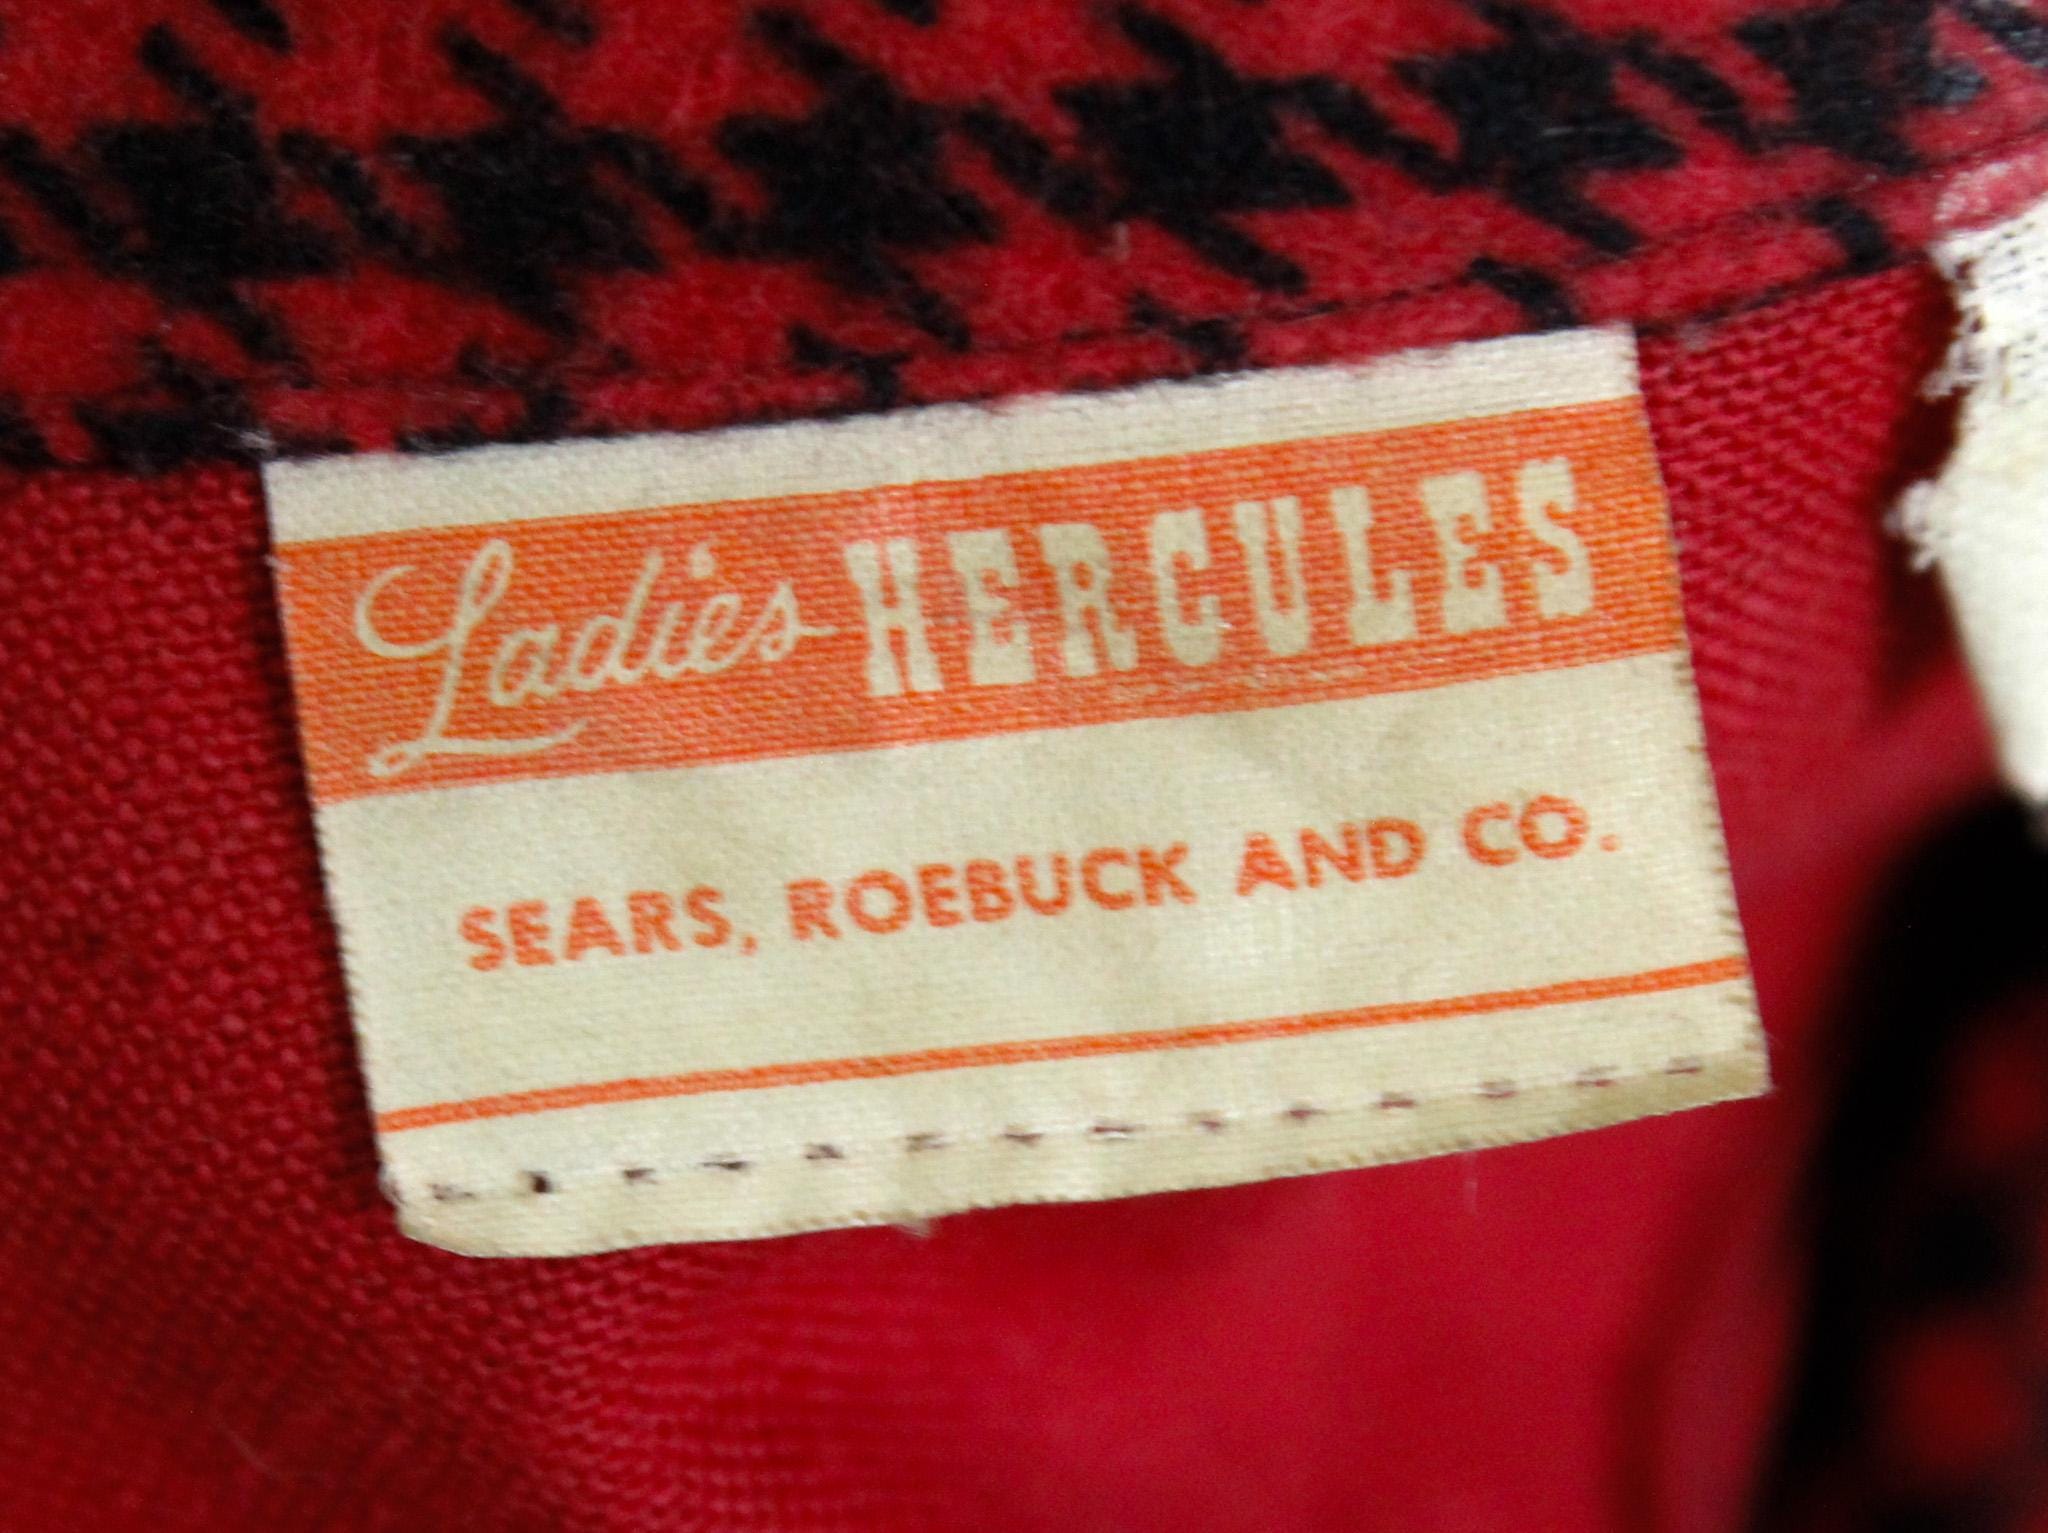 Ladies HERCULES
SEARS, ROEBUCK AND CO.